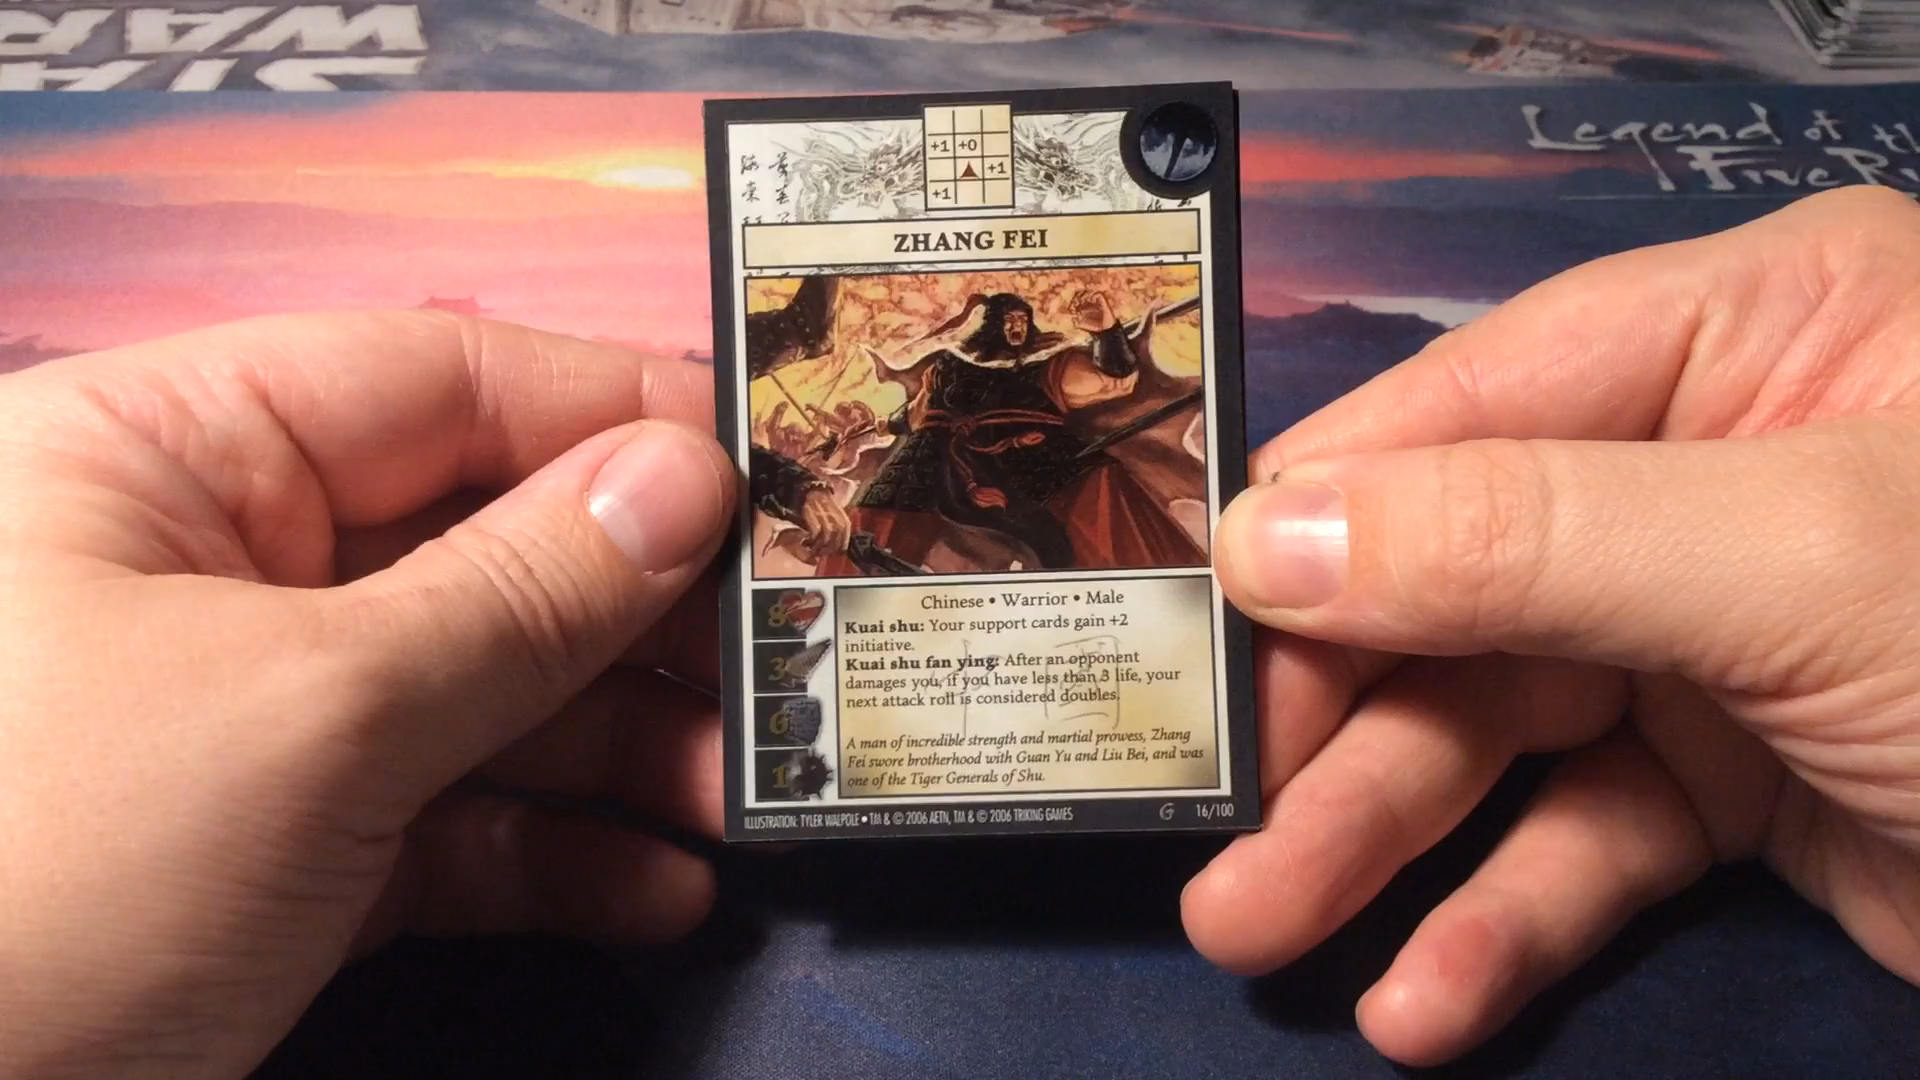 STAR
WARS
Legend of the
Five
+1 +0
+1
+1
ZHANG FEI
8
3
6
1
Chinese • Warrior • Male
Kuai shu: Your support cards gain +2
initiative.
Kuai shu fan ying: After an opponent
damages you, if you have less than 3 life, your
next attack roll is considered doubles.
A man of incredible strength and martial prowess, Zhang
Fei swore brotherhood with Guan Yu and Liu Bei, and was
one of the Tiger Generals of Shu.
ILLUSTRATION: TYLER WALPOLE • TM & © 2006 AETN, TM & © 2006 TRIKING GAMES
16/100